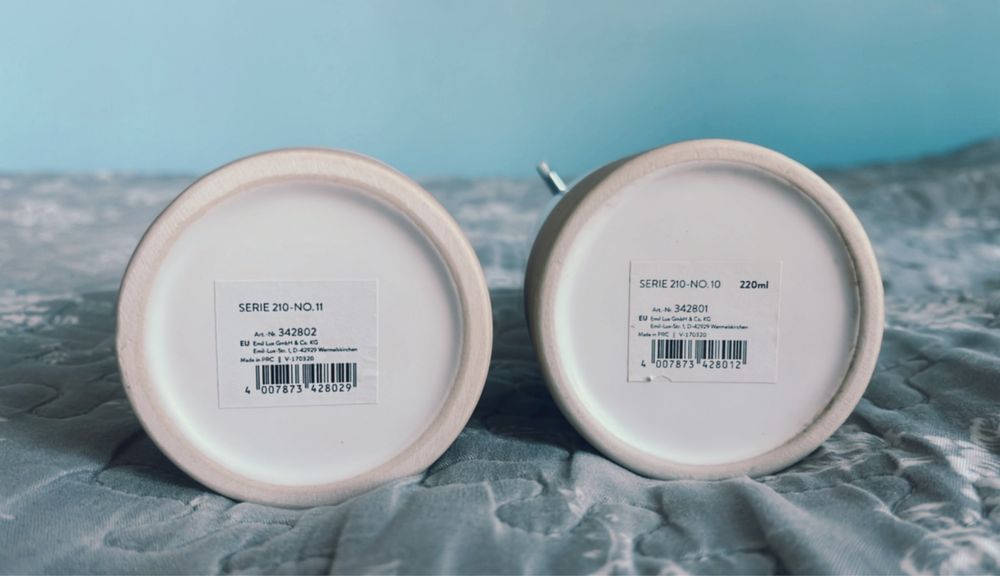 SERIE 210-NO. 11
Art.-Nr. 342802
EU Emil Lux GmbH & Co. KG
Emil-Lux-Str. 1, D-42929 Wermelskirchen
Made in PRC | V-170320
4 007873 428029
SERIE 210-NO. 10 220ml
Art.-Nr. 342801
EU Emil Lux GmbH & Co. KG
Emil-Lux-Str. 1, D-42929 Wermelskirchen
Made in PRC | V-170320
4 007873 428012